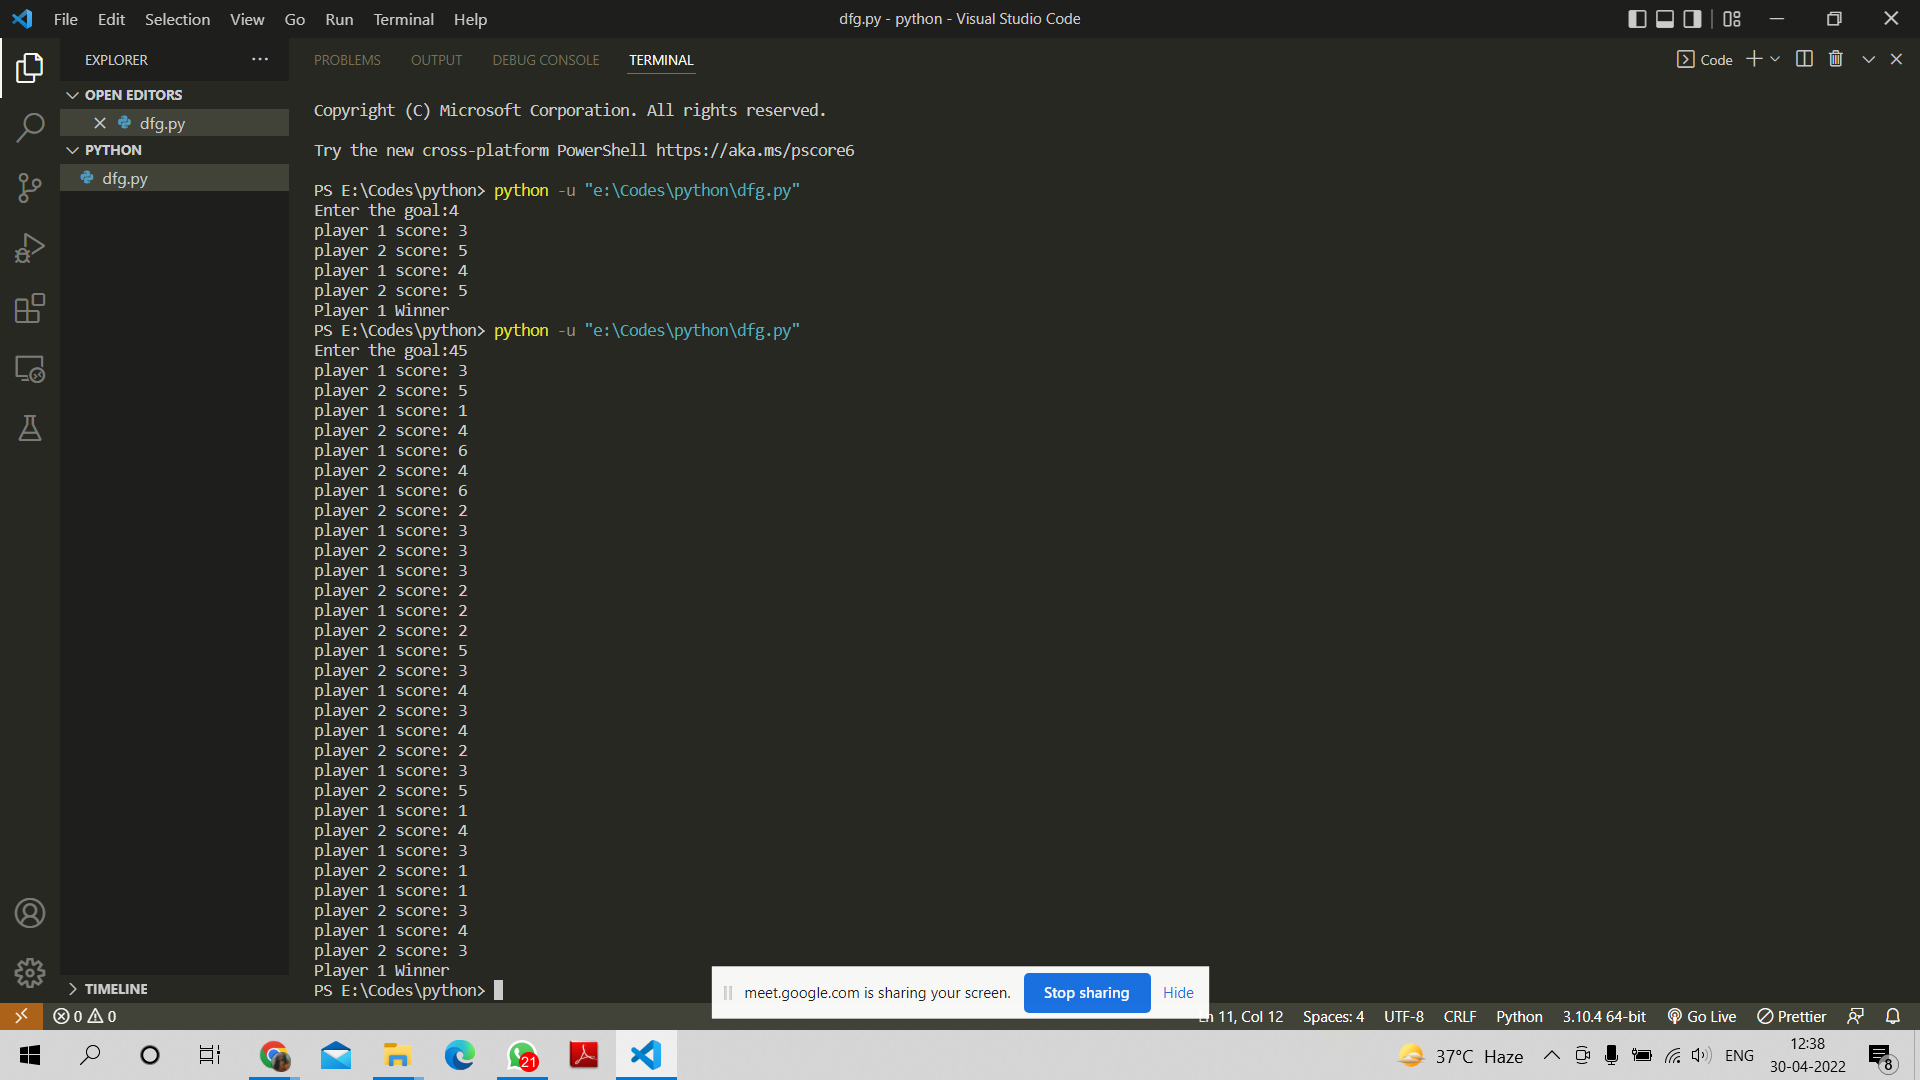 File Edit Selection View Go Run Terminal Help
dfg.py - python - Visual Studio Code
EXPLORER
OPEN EDITORS
dfg.py
PYTHON
dfg.py
TIMELINE
PROBLEMS OUTPUT DEBUG CONSOLE TERMINAL
Code
Copyright (C) Microsoft Corporation. All rights reserved.
Try the new cross-platform PowerShell https://aka.ms/pscore6
PS E:\Codes\python> python -u "e:\Codes\python\dfg.py"
Enter the goal:4
player 1 score: 3
player 2 score: 5
player 1 score: 4
player 2 score: 5
Player 1 Winner
PS E:\Codes\python> python -u "e:\Codes\python\dfg.py"
Enter the goal:45
player 1 score: 3
player 2 score: 5
player 1 score: 1
player 2 score: 4
player 1 score: 6
player 2 score: 4
player 1 score: 6
player 2 score: 2
player 1 score: 3
player 2 score: 3
player 1 score: 3
player 2 score: 2
player 1 score: 2
player 2 score: 2
player 1 score: 5
player 2 score: 3
player 1 score: 4
player 2 score: 3
player 1 score: 4
player 2 score: 2
player 1 score: 3
player 2 score: 5
player 1 score: 1
player 2 score: 4
player 1 score: 3
player 2 score: 1
player 1 score: 1
player 2 score: 3
player 1 score: 4
player 2 score: 3
Player 1 Winner
PS E:\Codes\python>
meet.google.com is sharing your screen. Stop sharing Hide
0 0
Ln 11, Col 12 Spaces: 4 UTF-8 CRLF Python 3.10.4 64-bit Go Live Prettier
21
37°C Haze
ENG
12:38
30-04-2022
8